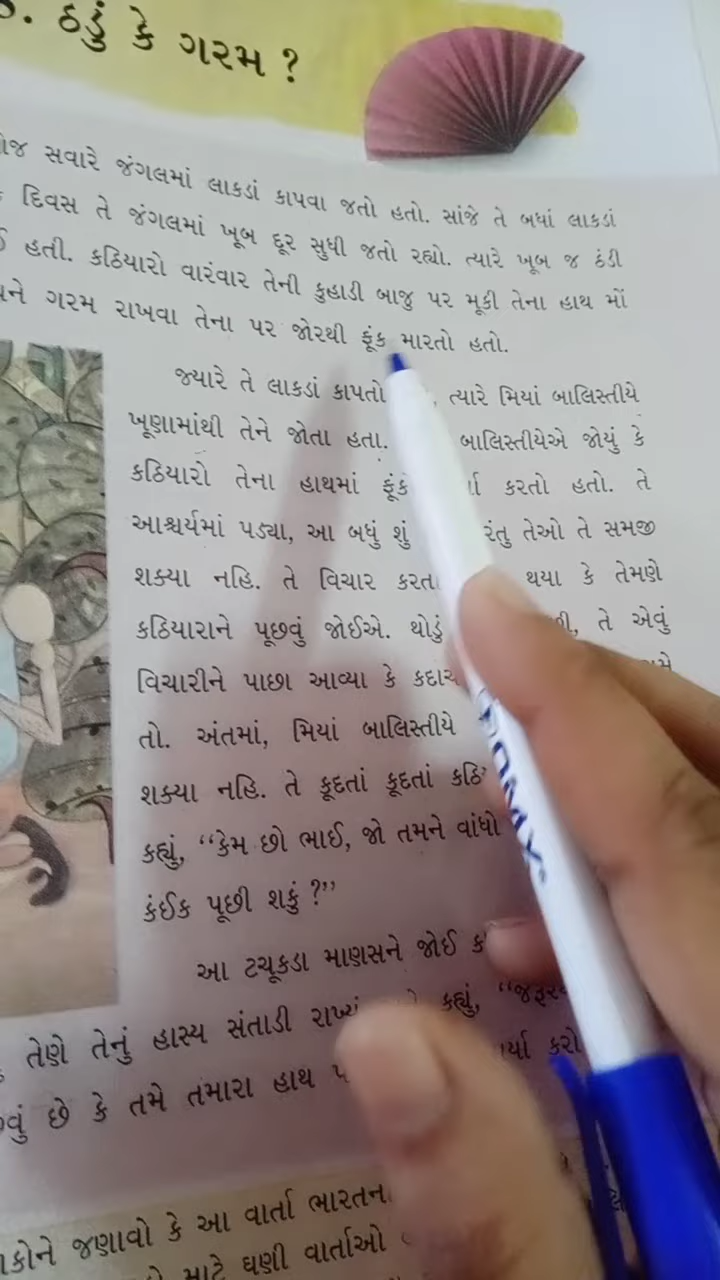 . ઠંડું કે ગરમ ?
સવારે જંગલમાં લાકડાં કાપવા જતો હતો. સાંજે તે બધાં લાકડાં
દિવસ તે જંગલમાં ખૂબ દૂર સુધી જતો રહ્યો. ત્યારે ખૂબ જ ઠંડી
હતી. કઠિયારો વારંવાર તેની કુહાડી બાજુ પર મૂકી તેના હાથ મોં
ગરમ રાખવા તેના પર જોરથી ફૂંક મારતો હતો.
જ્યારે તે લાકડાં કાપતો ત્યારે મિયાં બાલિસ્તીયે
ખૂણામાંથી તેને જોતા હતા. બાલિસ્તીયેએ જોયું કે
કઠિયારો તેના હાથમાં ફૂંક કરતો હતો. તે
આશ્ચર્યમાં પડ્યા, આ બધું શું તેઓ તે સમજી
શક્યા નહિ. તે વિચાર કરતા થયા કે તેમણે
કઠિયારાને પૂછવું જોઈએ. થોડું તે એવું
વિચારીને પાછા આવ્યા કે
તો. અંતમાં, મિયાં બાલિસ્તીયે
શક્યા નહિ. તે કૂદતાં કૂદતાં
કહ્યું, “કેમ છો ભાઈ, જો તમને વાંધો
કંઈક પૂછી શકું ?”
આ ટચૂકડા માણસને જોઈ
તેણે તેનું હાસ્ય સંતાડી રાખ્યું કહ્યું,
છે કે તમે તમારા હાથ કરો
જણાવો કે આ વાર્તા
માટે ઘણી વાર્તાઓ